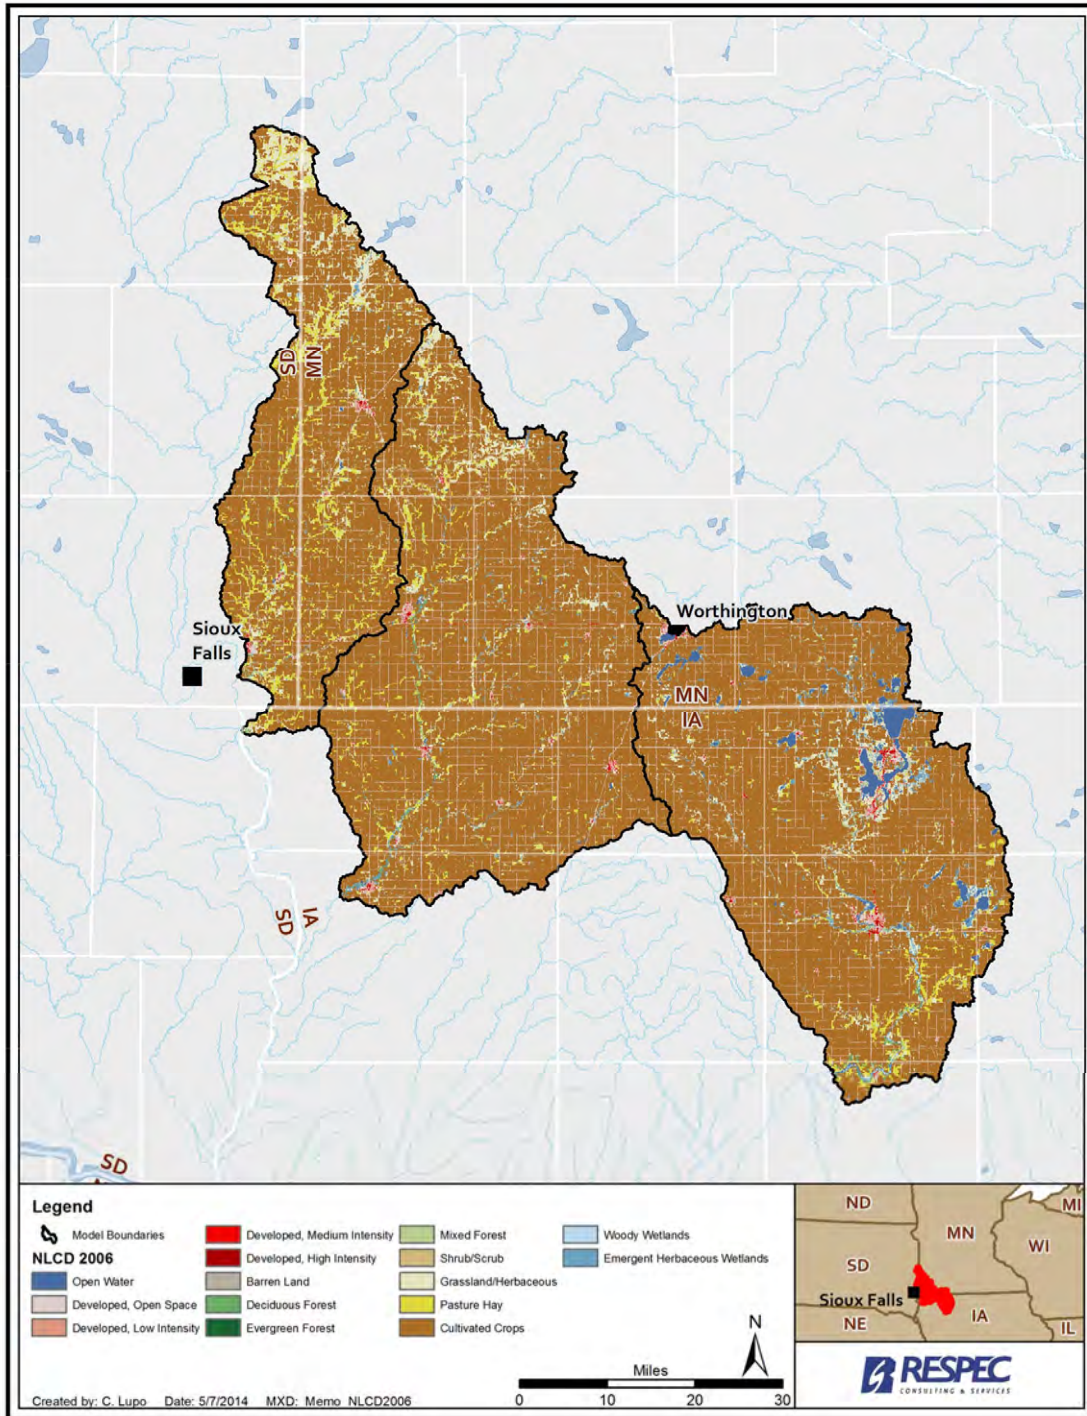 SD
MN
Sioux
Falls
Worthington
MN
IA
IA
SD
SD
Legend
Model Boundaries
NLCD 2006
Open Water
Developed, Open Space
Developed, Low Intensity
Developed, Medium Intensity
Developed, High Intensity
Barren Land
Deciduous Forest
Evergreen Forest
Mixed Forest
Shrub/Scrub
Grassland/Herbaceous
Pasture Hay
Cultivated Crops
Woody Wetlands
Emergent Herbaceous Wetlands
N
Miles
0 10 20 30
Created by: C. Lupo Date: 5/7/2014 MXD: Memo_NLCD2006
ND
MN
MI
WI
SD
Sioux Falls
NE
IA
IL
RESPEC
CONSULTING & SERVICES